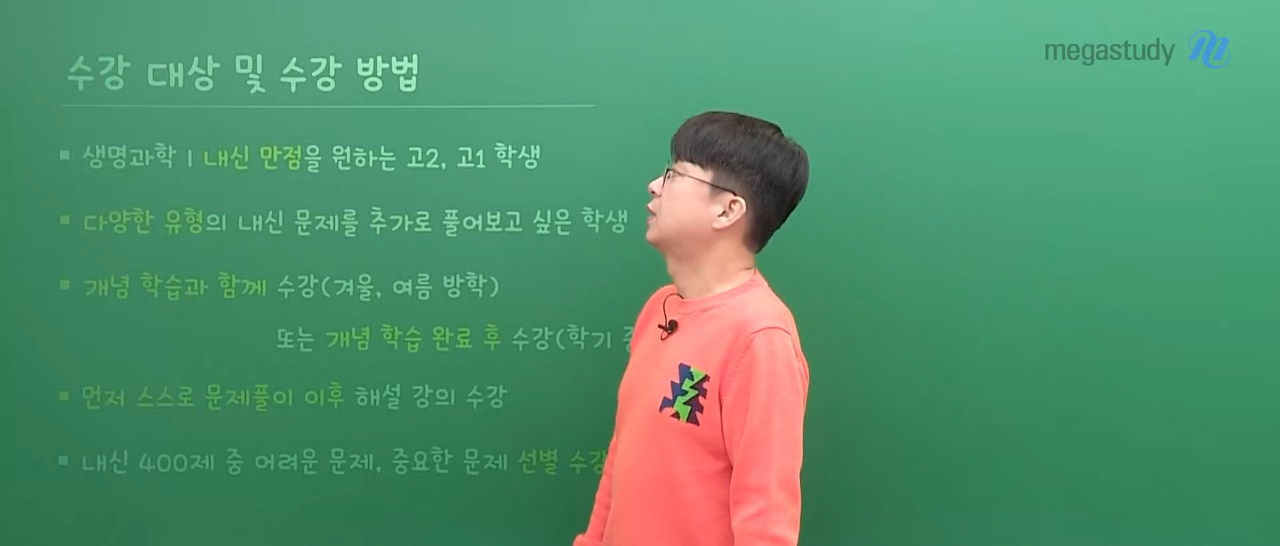 megastudy
수강 대상 및 수강 방법
▪ 생명과학 I 내신 만점을 원하는 고2, 고1 학생
▪ 다양한 유형의 내신 문제를 추가로 풀어보고 싶은 학생
▪ 개념 학습과 함께 수강(겨울, 여름 방학)
또는 개념 학습 완료 후 수강(학기
▪ 먼저 스스로 문제풀이 이후 해설 강의 수강
▪ 내신 400제 중 어려운 문제, 중요한 문제 선별 수강